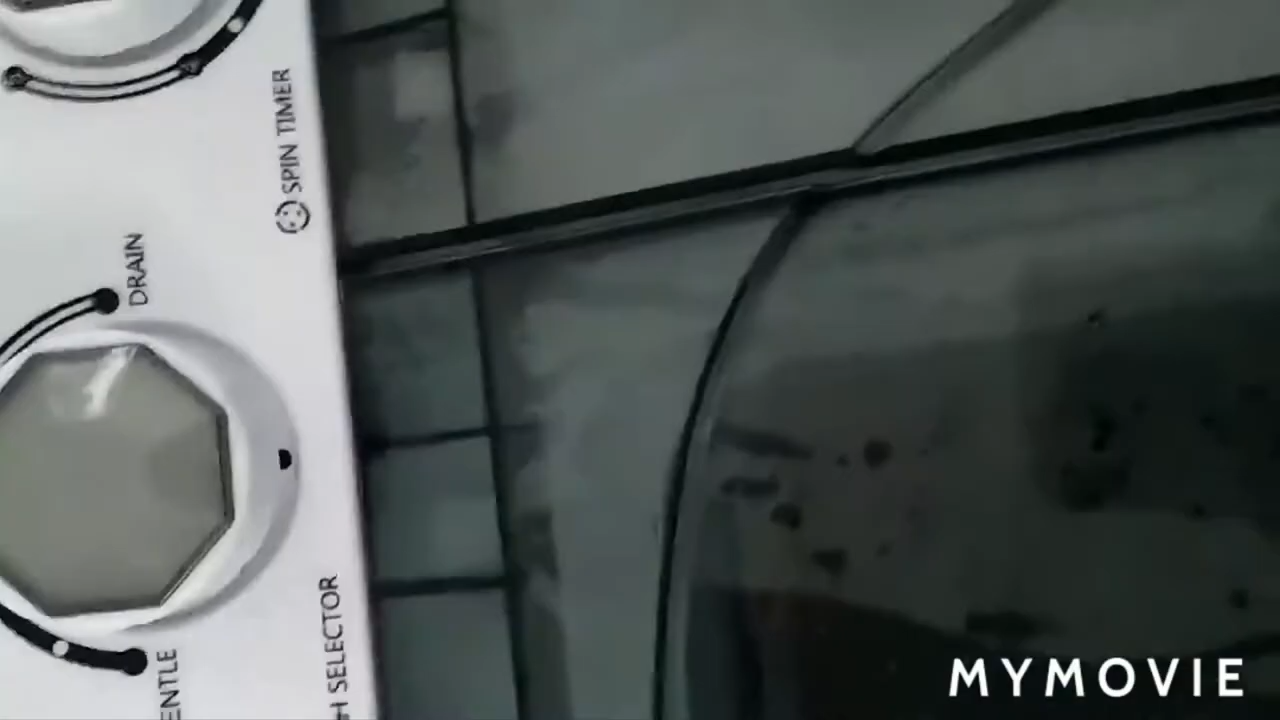 SPIN TIMER
DRAIN
ENTLE
H SELECTOR
MYMOVIE